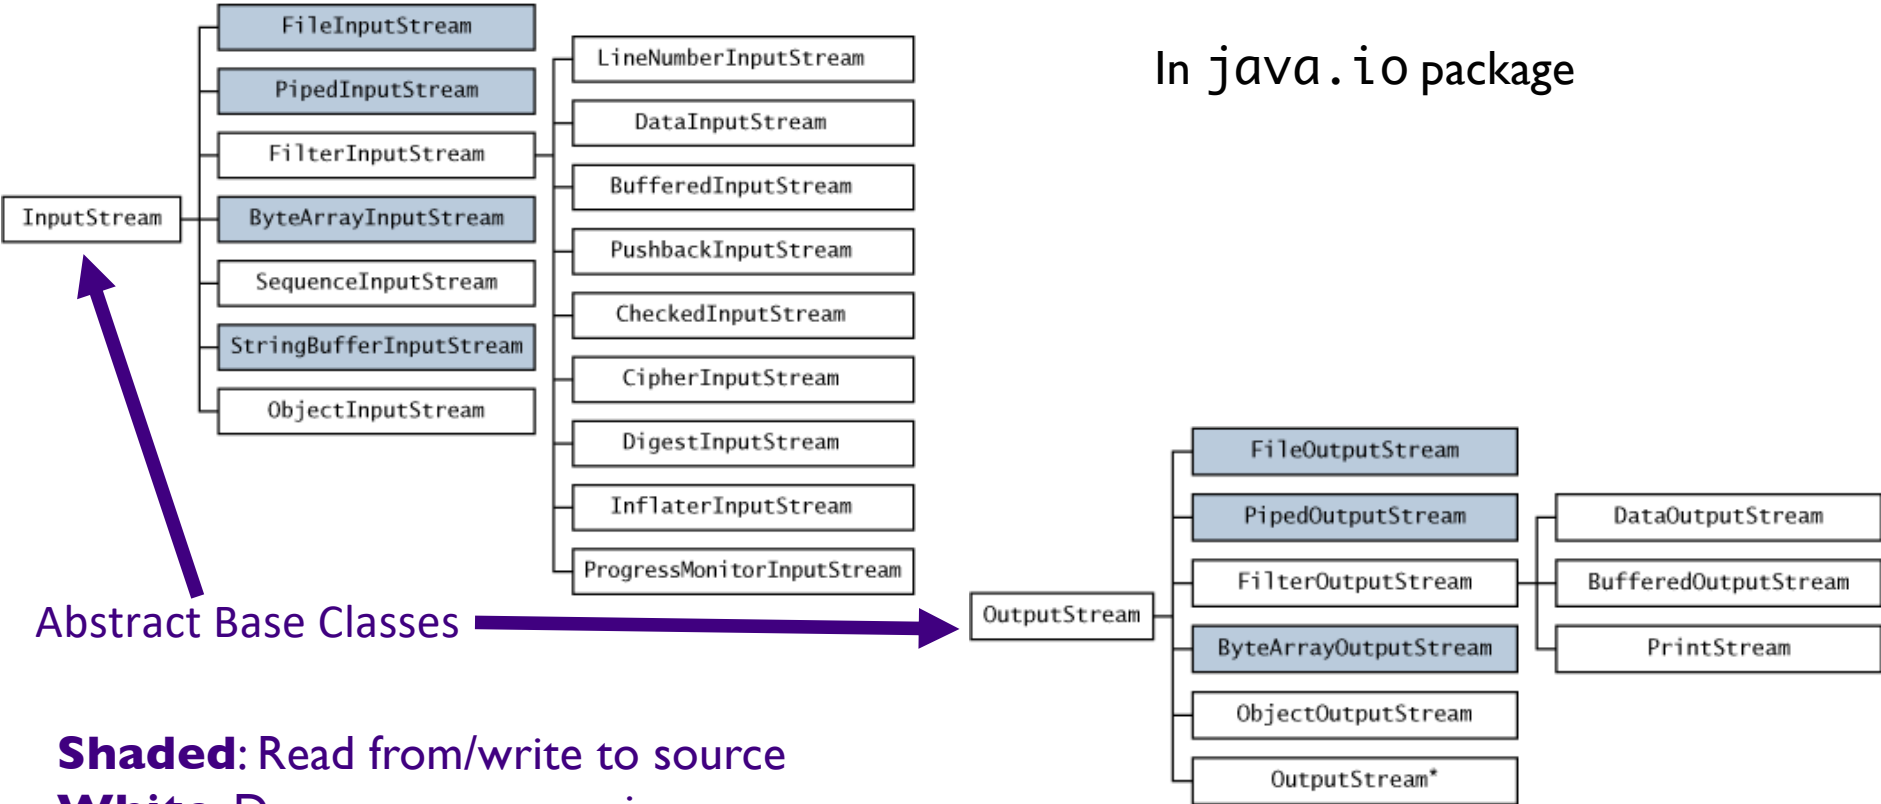 In java.io package
InputStream
FileInputStream
PipedInputStream
FilterInputStream
ByteArrayInputStream
SequenceInputStream
StringBufferInputStream
ObjectInputStream
LineNumberInputStream
DataInputStream
BufferedInputStream
PushbackInputStream
CheckedInputStream
CipherInputStream
DigestInputStream
InflaterInputStream
ProgressMonitorInputStream
Abstract Base Classes
OutputStream
FileOutputStream
PipedOutputStream
FilterOutputStream
ByteArrayOutputStream
ObjectOutputStream
OutputStream*
DataOutputStream
BufferedOutputStream
PrintStream
Shaded: Read from/write to source